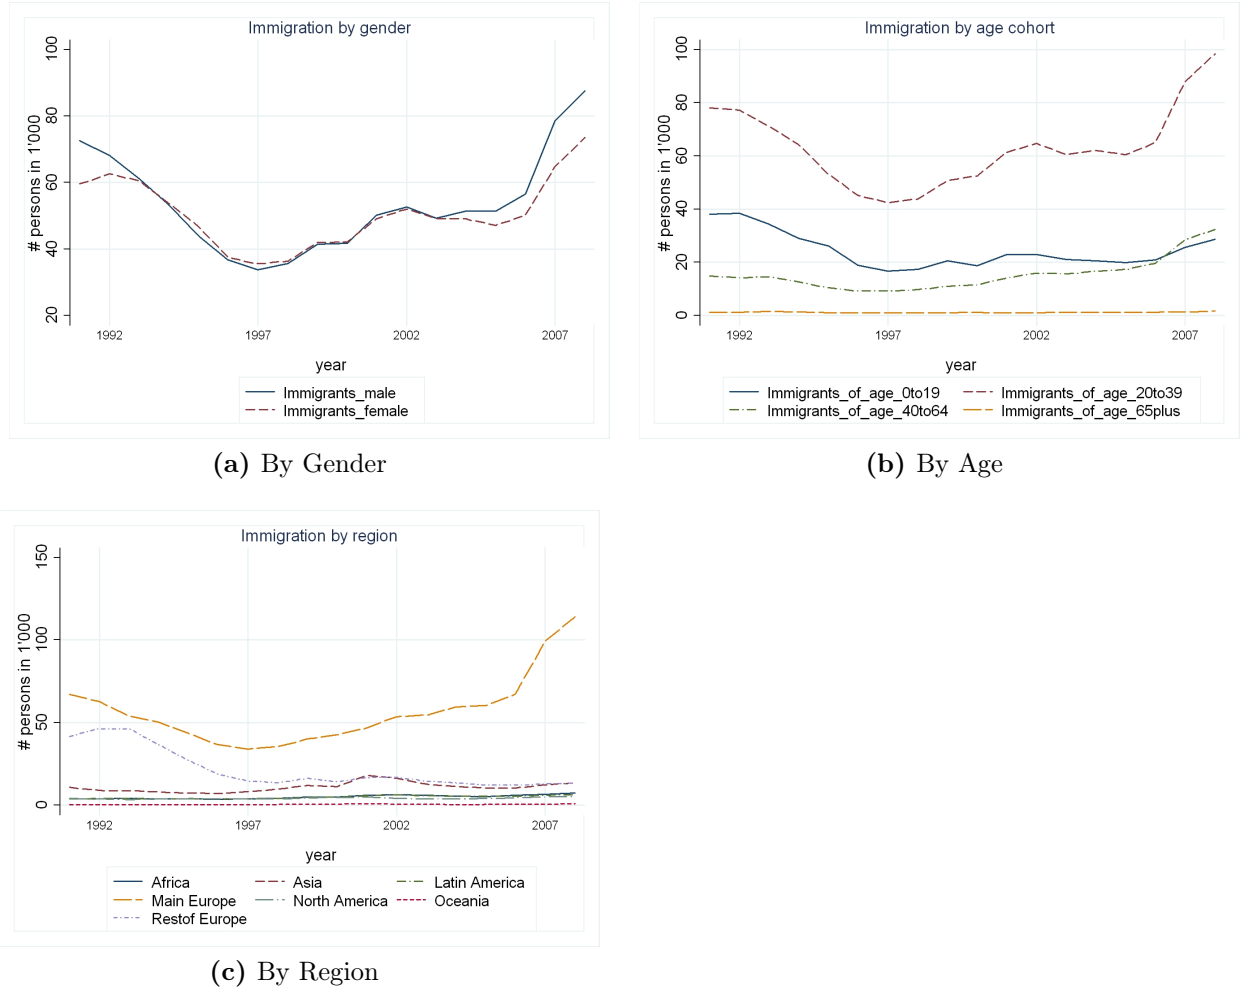 Immigration by gender
# persons in 1'000
100
80
60
40
20
1992 1997 2002 2007
year
Immigrants_male
Immigrants_female
(a) By Gender
Immigration by age cohort
# persons in 1'000
100
80
60
40
20
0
1992 1997 2002 2007
year
Immigrants_of_age_0to19 Immigrants_of_age_20to39
Immigrants_of_age_40to64 Immigrants_of_age_65plus
(b) By Age
Immigration by region
# persons in 1'000
150
100
50
0
1992 1997 2002 2007
year
Africa Asia Latin America
Main Europe North America Oceania
Restof Europe
(c) By Region